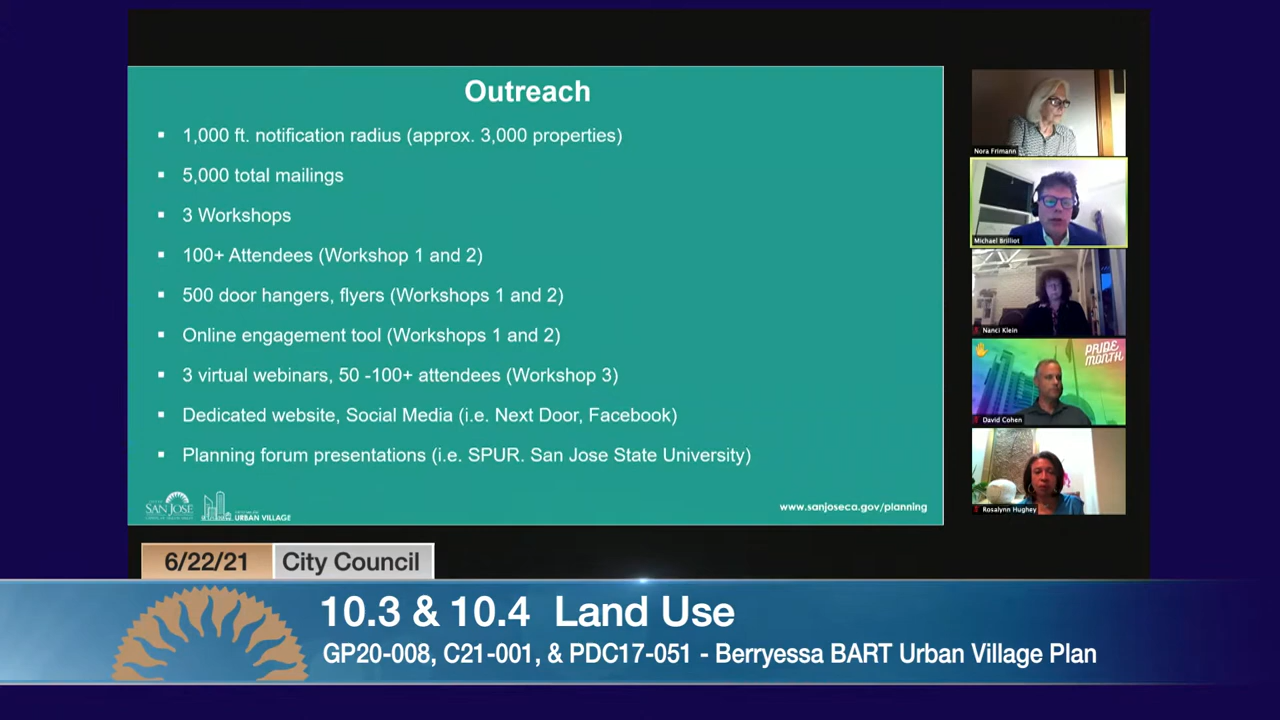 Outreach
▪ 1,000 ft. notification radius (approx. 3,000 properties)
▪ 5,000 total mailings
▪ 3 Workshops
▪ 100+ Attendees (Workshop 1 and 2)
▪ 500 door hangers, flyers (Workshops 1 and 2)
▪ Online engagement tool (Workshops 1 and 2)
▪ 3 virtual webinars, 50 -100+ attendees (Workshop 3)
▪ Dedicated website, Social Media (i.e. Next Door, Facebook)
▪ Planning forum presentations (i.e. SPUR. San Jose State University)
SAN JOSE
URBAN VILLAGE
www.sanjoseca.gov/planning
Nora Frimann
Michael Brilliot
Nanci Klein
PRIDE
MONTH
David Cohen
Rosalynn Hughey
6/22/21 City Council
10.3 & 10.4 Land Use
GP20-008, C21-001, & PDC17-051 - Berryessa BART Urban Village Plan